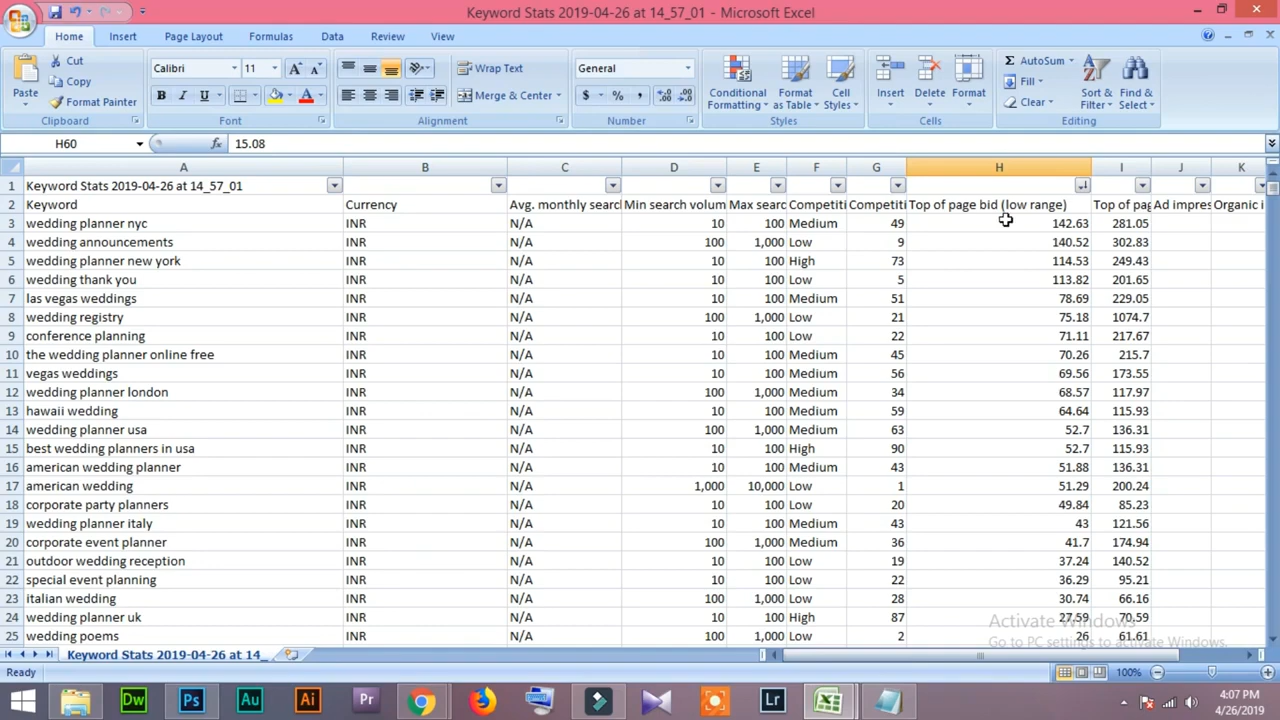 Keyword Stats 2019-04-26 at 14_57_01 - Microsoft Excel
Home Insert Page Layout Formulas Data Review View
Paste Cut Copy Format Painter Clipboard
Calibri 11 B I U A Font
Wrap Text Merge & Center Alignment
General $ % , Number
Conditional Formatting Format as Table Cell Styles Styles
Insert Delete Format Cells
Σ AutoSum Fill Clear Sort & Filter Find & Select Editing
H60 fx 15.08
A B C D E F G H I J K
1 Keyword Stats 2019-04-26 at 14_57_01
2 Keyword Currency Avg. monthly searc Min search volum Max sear Competiti Competiti Top of page bid (low range) Top of pag Ad impres Organic i
3 wedding planner nyc INR N/A 10 100 Medium 49 142.63 281.05
4 wedding announcements INR N/A 100 1,000 Low 9 140.52 302.83
5 wedding planner new york INR N/A 10 100 High 73 114.53 249.43
6 wedding thank you INR N/A 10 100 Low 5 113.82 201.65
7 las vegas weddings INR N/A 10 100 Medium 51 78.69 229.05
8 wedding registry INR N/A 100 1,000 Low 21 75.18 1074.7
9 conference planning INR N/A 10 100 Low 22 71.11 217.67
10 the wedding planner online free INR N/A 10 100 Medium 45 70.26 215.7
11 vegas weddings INR N/A 10 100 Medium 56 69.56 173.55
12 wedding planner london INR N/A 100 1,000 Medium 34 68.57 117.97
13 hawaii wedding INR N/A 10 100 Medium 59 64.64 115.93
14 wedding planner usa INR N/A 100 1,000 Medium 63 52.7 136.31
15 best wedding planners in usa INR N/A 10 100 High 90 52.7 115.93
16 american wedding planner INR N/A 10 100 Medium 43 51.88 136.31
17 american wedding INR N/A 1,000 10,000 Low 1 51.29 200.24
18 corporate party planners INR N/A 10 100 Low 20 49.84 85.23
19 wedding planner italy INR N/A 10 100 Medium 43 43 121.56
20 corporate event planner INR N/A 100 1,000 Medium 36 41.7 174.94
21 outdoor wedding reception INR N/A 10 100 Low 19 37.24 140.52
22 special event planning INR N/A 10 100 Low 22 36.29 95.21
23 italian wedding INR N/A 100 1,000 Low 28 30.74 66.16
24 wedding planner uk INR N/A 10 100 High 87 27.59 70.59
25 wedding poems INR N/A 100 1,000 Low 2 26 61.61
Activate Windows
Go to PC settings to activate Windows.
Keyword Stats 2019-04-26 at 14_
Ready 100%
Dw Ps Au Ai Pr Lr
4:07 PM
4/26/2019